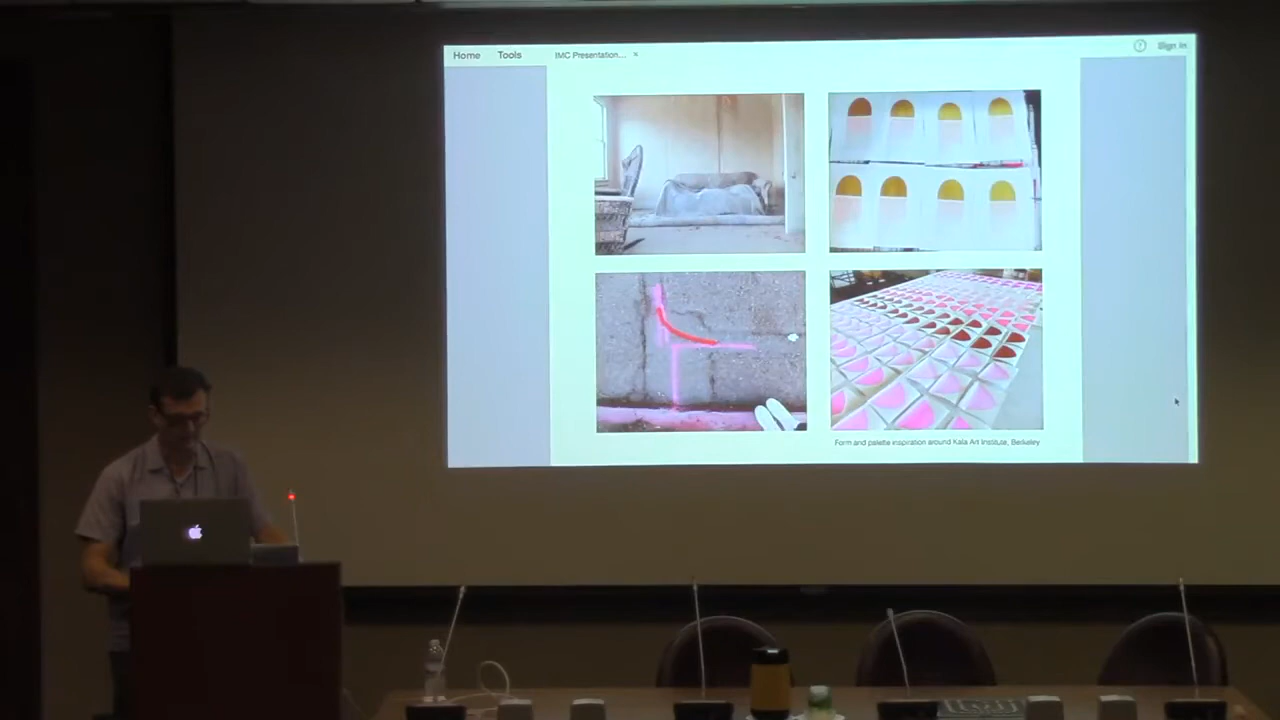 Home Tools IMC Presentation... × ? Sign In
Form and palette inspiration around Kala Art Institute, Berkeley